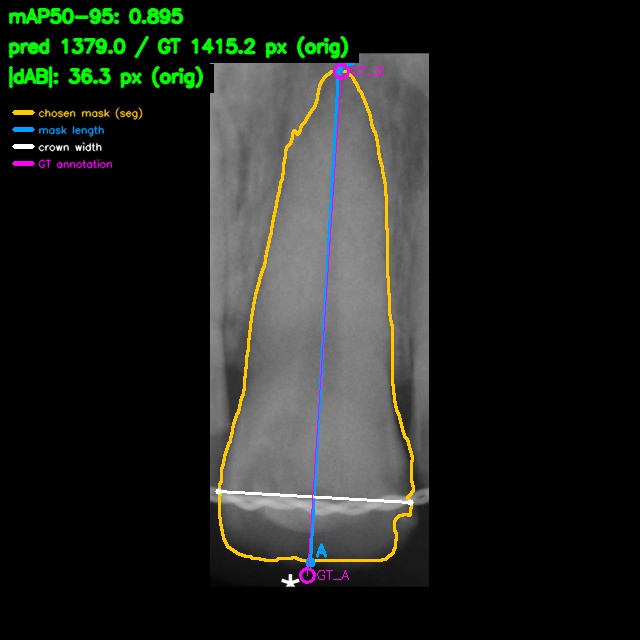 mAP50-95: 0.895
pred 1379.0 / GT 1415.2 px (orig)
|dAB|: 36.3 px (orig)
chosen mask (seg)
mask length
crown width
GT annotation
A
GT_A